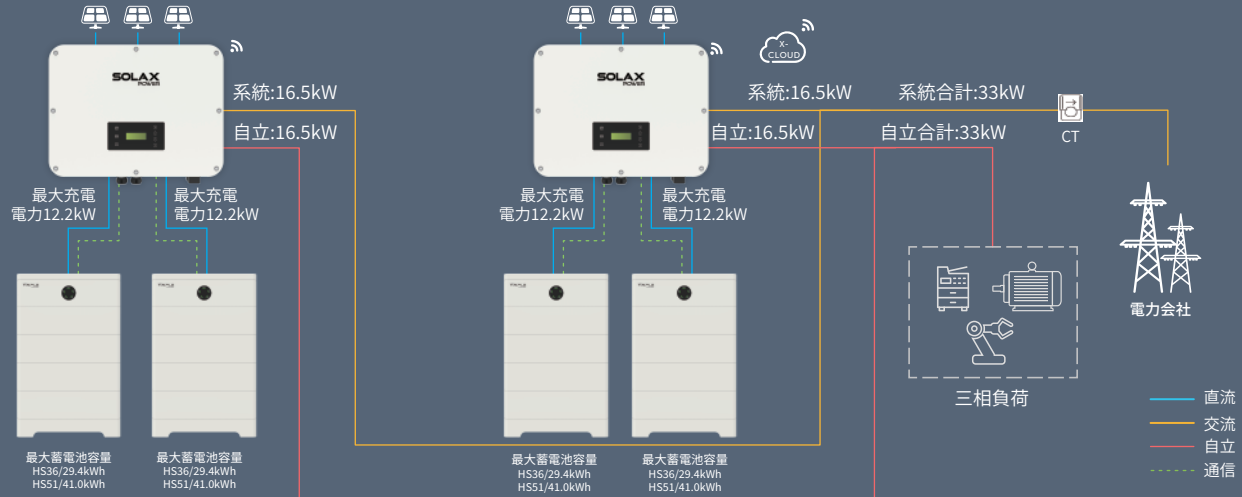 X-
CLOUD
SOLAX
POWER
系統:16.5kW
自立:16.5kW
最大充電
電力12.2kW
最大充電
電力12.2kW
最大蓄電池容量
HS36/29.4kWh
HS51/41.0kWh
最大蓄電池容量
HS36/29.4kWh
HS51/41.0kWh
SOLAX
POWER
系統:16.5kW
自立:16.5kW
最大充電
電力12.2kW
最大充電
電力12.2kW
最大蓄電池容量
HS36/29.4kWh
HS51/41.0kWh
最大蓄電池容量
HS36/29.4kWh
HS51/41.0kWh
系統合計:33kW
自立合計:33kW
CT
電力会社
三相負荷
直流
交流
自立
通信